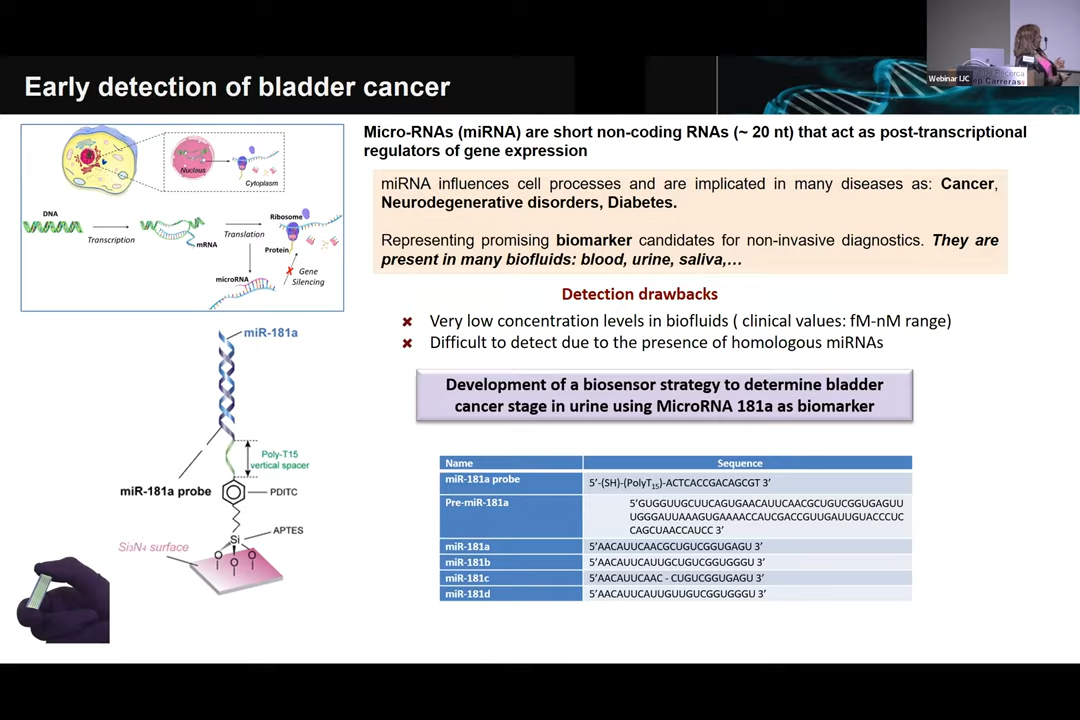 Early detection of bladder cancer
Webinar IJC
Carreras
Micro-RNAs (miRNA) are short non-coding RNAs (~ 20 nt) that act as post-transcriptional
regulators of gene expression
Nucleus
Cytoplasm
DNA
Transcription
mRNA
Translation
Ribosome
Protein
microRNA
X
Gene
Silencing
miRNA influences cell processes and are implicated in many diseases as: Cancer,
Neurodegenerative disorders, Diabetes.
Representing promising biomarker candidates for non-invasive diagnostics. They are
present in many biofluids: blood, urine, saliva,...
Detection drawbacks
✖ Very low concentration levels in biofluids ( clinical values: fM-nM range)
✖ Difficult to detect due to the presence of homologous miRNAs
Development of a biosensor strategy to determine bladder
cancer stage in urine using MicroRNA 181a as biomarker
miR-181a
Poly-T15
vertical spacer
miR-181a probe
PDITC
APTES
Si
O O O
Si₃N₄ surface
Name Sequence
miR-181a probe 5’-(SH)-(PolyT₁₅)-ACTCACCGACAGCGT 3’
Pre-miR-181a 5’GUGGUUGCUUCAGUGAACAUUCAACGCUGUCGGUGAGUU
UGGGAUUAAAGUGAAAACCAUCGACCGUUGAUUGUACCCUC
CAGCUAACCAUCC 3’
miR-181a 5’AACAUUCAACGCUGUCGGUGAGU 3’
miR-181b 5’AACAUUCAUUGCUGUCGGUGGGU 3’
miR-181c 5’AACAUUCAAC - CUGUCGGUGAGU 3’
miR-181d 5’AACAUUCAUUGUUGUCGGUGGGU 3’